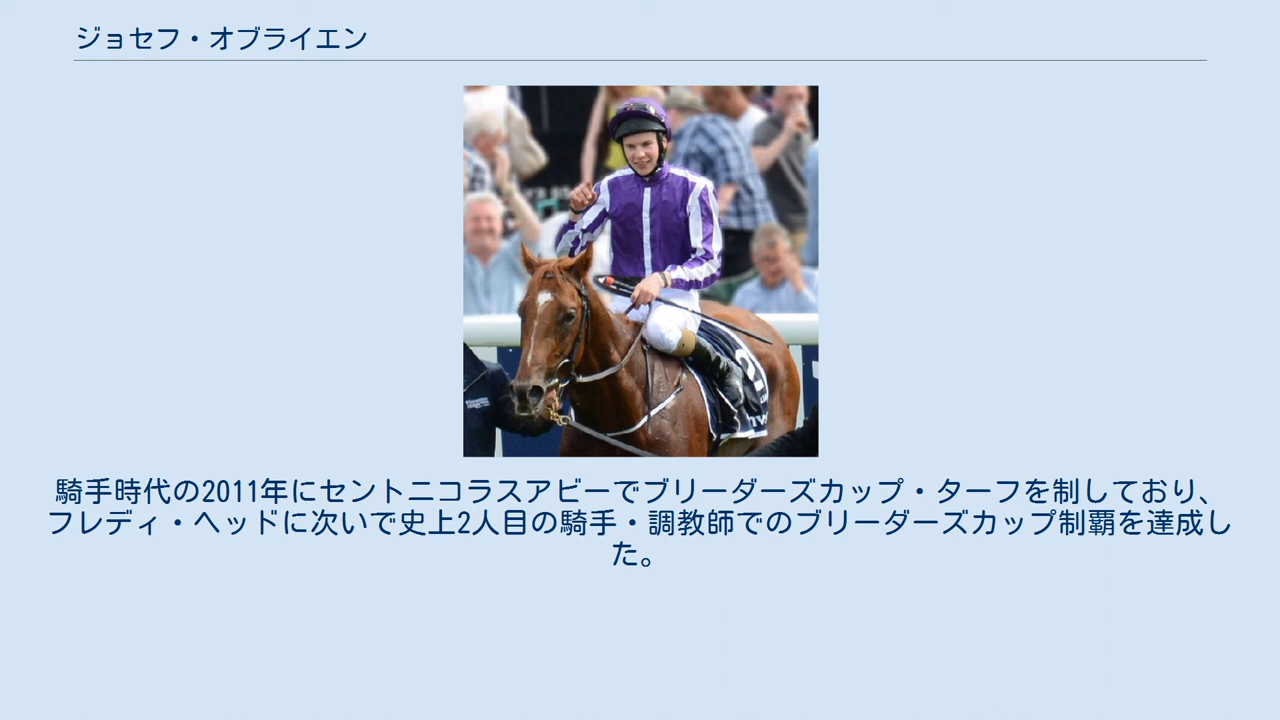 ジョセフ・オブライエン
騎手時代の2011年にセントニコラスアビーでブリーダーズカップ・ターフを制しており、
フレディ・ヘッドに次いで史上2人目の騎手・調教師でのブリーダーズカップ制覇を達成し
た。